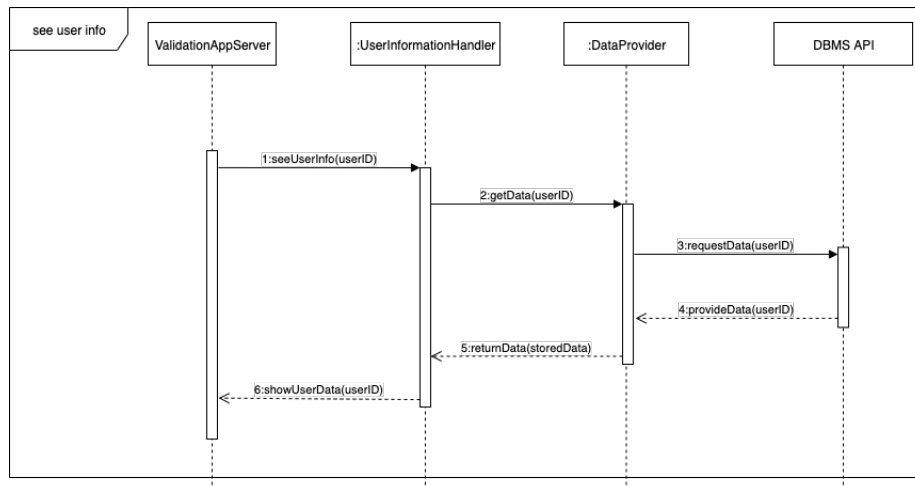 see user info
ValidationAppServer
:UserInformationHandler
:DataProvider
DBMS API
1:seeUserInfo(userID)
2:getData(userID)
3:requestData(userID)
4:provideData(userID)
5:returnData(storedData)
6:showUserData(userID)